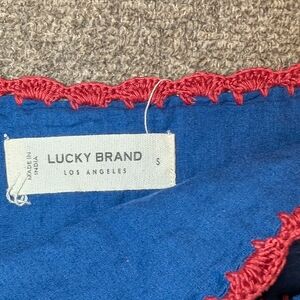 MADE IN
INDIA
LUCKY BRAND
LOS ANGELES
S